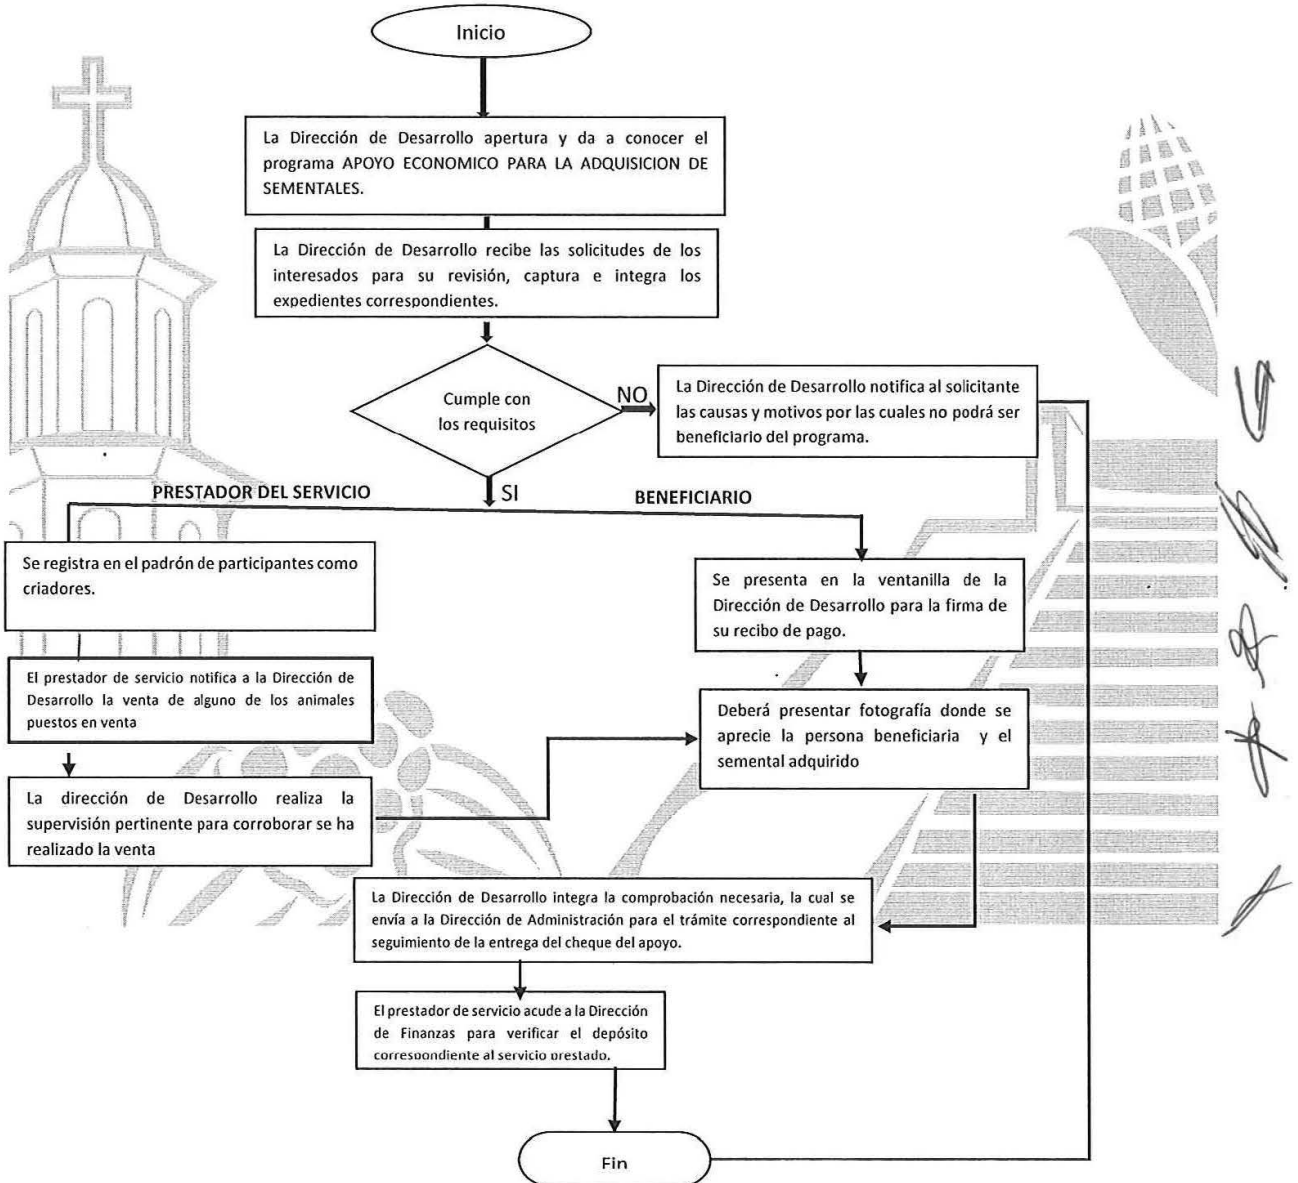 Inicio
La Dirección de Desarrollo apertura y da a conocer el
programa APOYO ECONOMICO PARA LA ADQUISICION DE
SEMENTALES.
La Dirección de Desarrollo recibe las solicitudes de los
interesados para su revisión, captura e integra los
expedientes correspondientes.
Cumple con
los requisitos
NO
La Dirección de Desarrollo notifica al solicitante
las causas y motivos por las cuales no podrá ser
beneficiario del programa.
SI
PRESTADOR DEL SERVICIO
BENEFICIARIO
Se registra en el padrón de participantes como
criadores.
El prestador de servicio notifica a la Dirección de
Desarrollo la venta de alguno de los animales
puestos en venta
La dirección de Desarrollo realiza la
supervisión pertinente para corroborar se ha
realizado la venta
Se presenta en la ventanilla de la
Dirección de Desarrollo para la firma de
su recibo de pago.
Deberá presentar fotografía donde se
aprecie la persona beneficiaria y el
semental adquirido
La Dirección de Desarrollo integra la comprobación necesaria, la cual se
envía a la Dirección de Administración para el trámite correspondiente al
seguimiento de la entrega del cheque del apoyo.
El prestador de servicio acude a la Dirección
de Finanzas para verificar el depósito
correspondiente al servicio prestado.
Fin